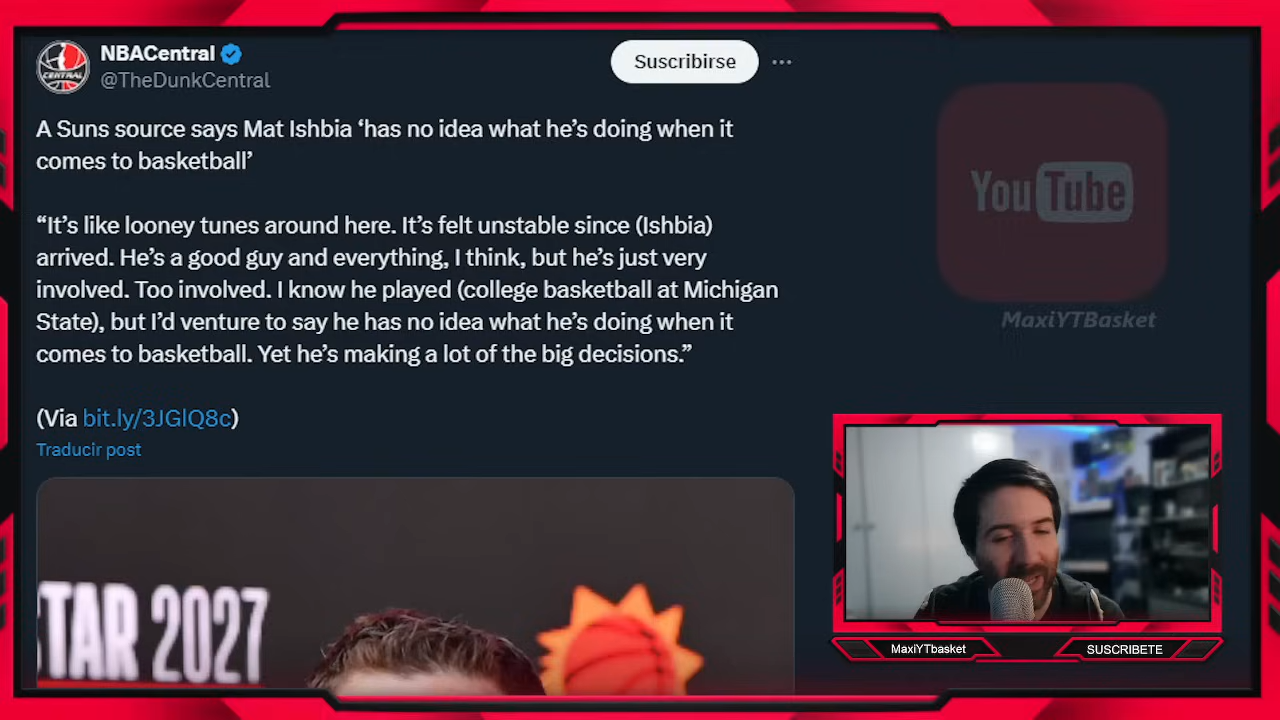 NBACentral
@TheDunkCentral
Suscribirse
A Suns source says Mat Ishbia ‘has no idea what he’s doing when it
comes to basketball’
“It’s like looney tunes around here. It’s felt unstable since (Ishbia)
arrived. He’s a good guy and everything, I think, but he’s just very
involved. Too involved. I know he played (college basketball at Michigan
State), but I’d venture to say he has no idea what he’s doing when it
comes to basketball. Yet he’s making a lot of the big decisions.”
(Via bit.ly/3JGlQ8c)
Traducir post
CENTRAL
STAR 2027
YouTube
MaxiYTBasket
MaxiYTbasket
SUSCRIBETE